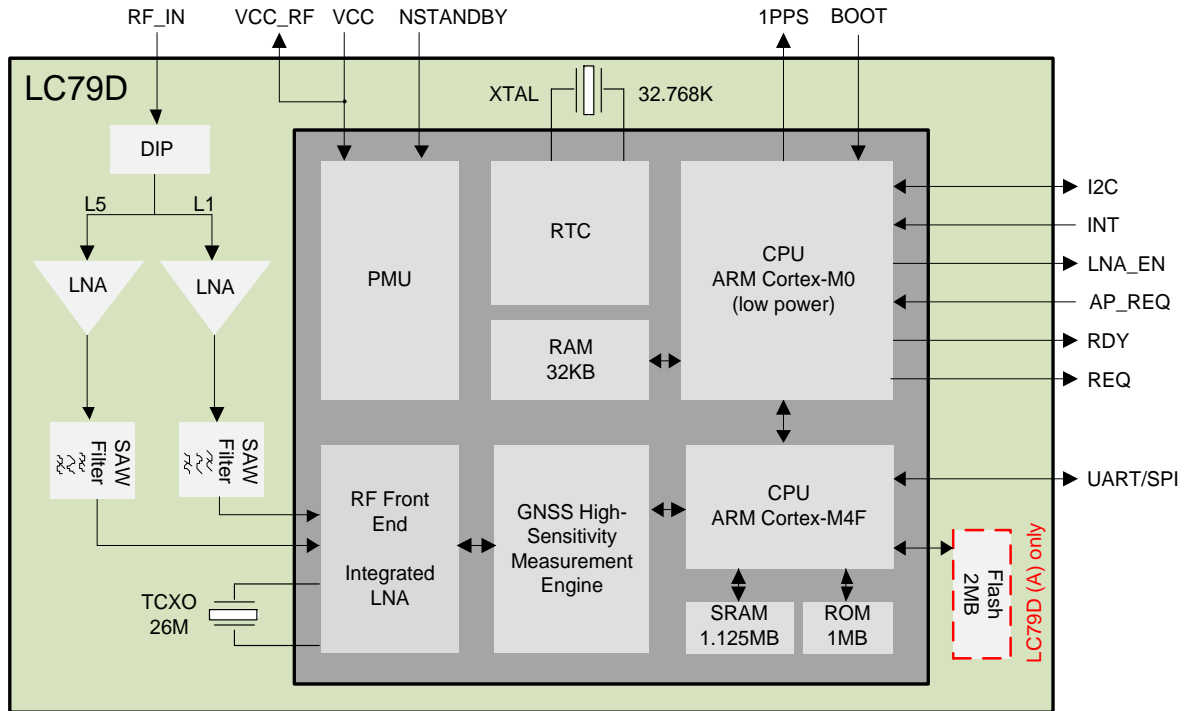 RF_IN
VCC_RF
VCC
NSTANDBY
1PPS
BOOT
LC79D
XTAL
32.768K
DIP
L5
L1
LNA
LNA
SAW
Filter
SAW
Filter
PMU
RTC
RAM
32KB
CPU
ARM Cortex-M0
(low power)
I2C
INT
LNA_EN
AP_REQ
RDY
REQ
RF Front
End
Integrated
LNA
GNSS High-
Sensitivity
Measurement
Engine
CPU
ARM Cortex-M4F
UART/SPI
TCXO
26M
SRAM
1.125MB
ROM
1MB
Flash
2MB
LC79D (A) only